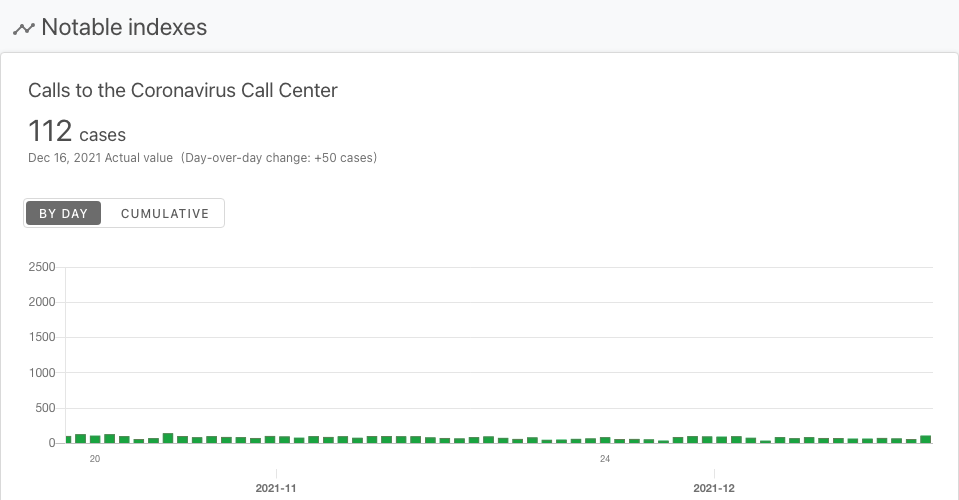 Notable indexes
Calls to the Coronavirus Call Center
112 cases
Dec 16, 2021 Actual value (Day-over-day change: +50 cases)
BY DAY CUMULATIVE
2500
2000
1500
1000
500
0
20 24
2021-11 2021-12